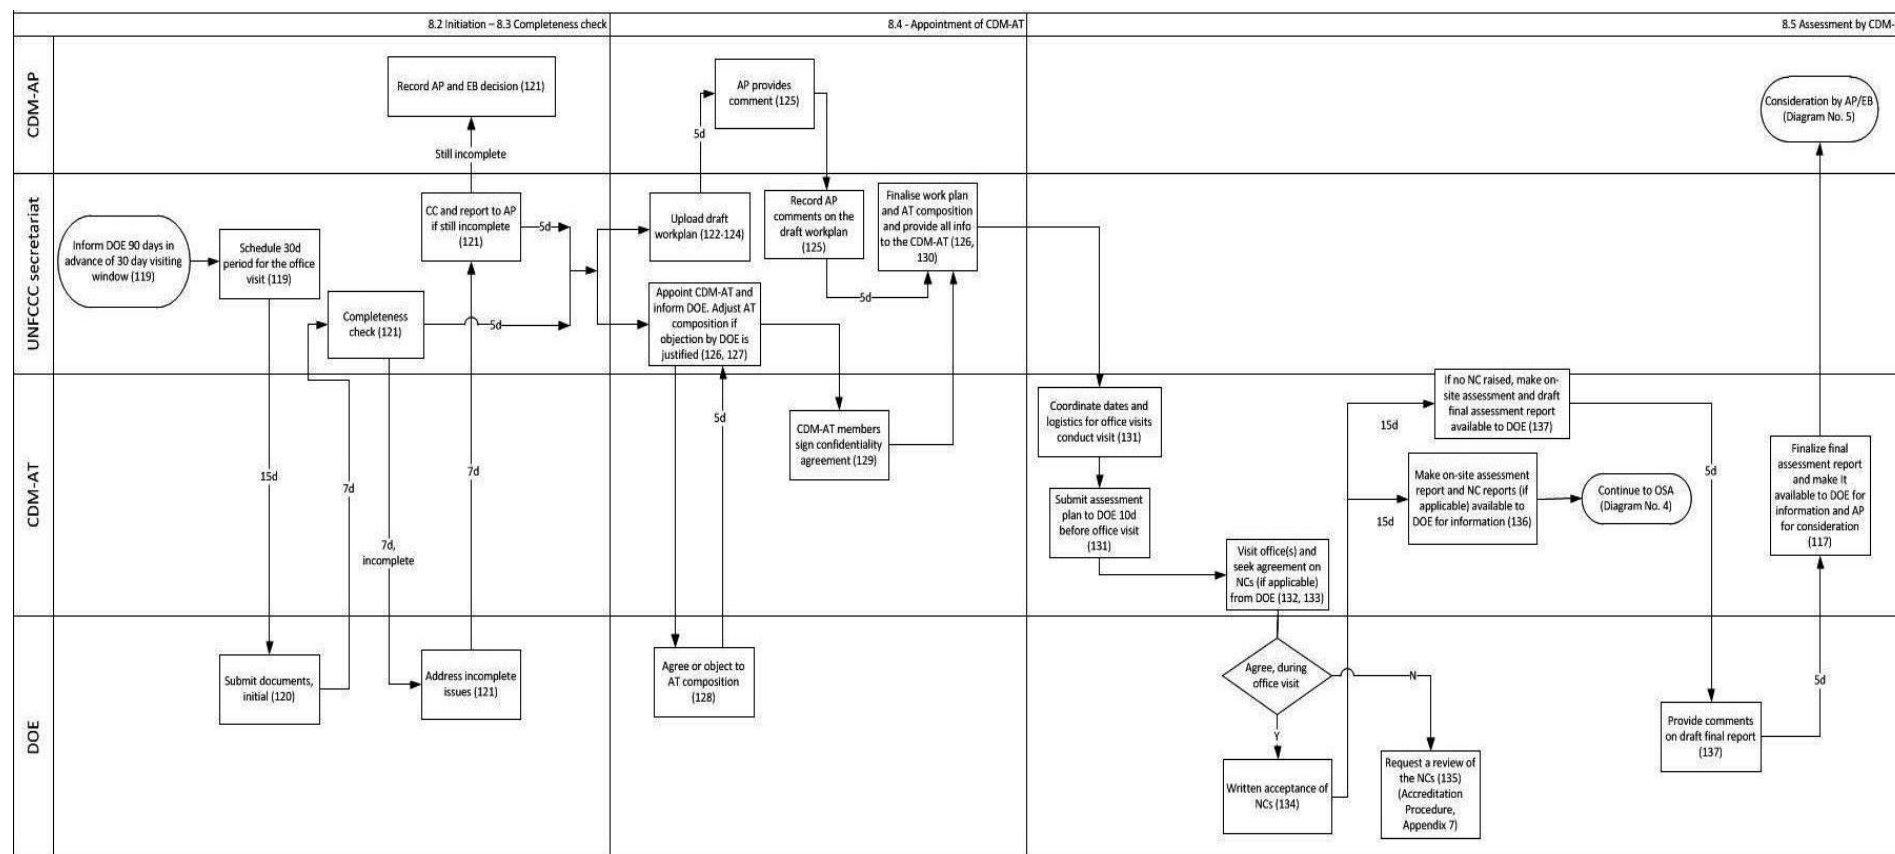 8.2 Initiation – 8.3 Completeness check
8.4 - Appointment of CDM-AT
8.5 Assessment by CDM-
CDM-AP
Record AP and EB decision (121)
Still incomplete
5d
AP provides
comment (125)
Consideration by AP/EB
(Diagram No. 5)
UNFCCC secretariat
Inform DOE 90 days in
advance of 30 day visiting
window (119)
Schedule 30d
period for the office
visit (119)
Completeness
check (121)
CC and report to AP
if still incomplete
(121)
5d
5d
Upload draft
workplan (122-124)
Appoint CDM-AT and
inform DOE. Adjust AT
composition if
objection by DOE is
justified (126, 127)
Record AP
comments on the
draft workplan
(125)
5d
Finalise work plan
and AT composition
and provide all info
to the CDM-AT (126,
130)
CDM-AT
15d
7d
7d,
incomplete
7d
5d
CDM-AT members
sign confidentiality
agreement (129)
Coordinate dates and
logistics for office visits
conduct visit (131)
Submit assessment
plan to DOE 10d
before office visit
(131)
Visit office(s) and
seek agreement on
NCs (if applicable)
from DOE (132, 133)
15d
If no NC raised, make on-
site assessment and draft
final assessment report
available to DOE (137)
15d
Make on-site assessment
report and NC reports (if
applicable) available to
DOE for information (136)
Continue to OSA
(Diagram No. 4)
5d
Finalize final
assessment report
and make it
available to DOE for
information and AP
for consideration
(117)
DOE
Submit documents,
initial (120)
Address incomplete
issues (121)
Agree or object to
AT composition
(128)
Agree, during
office visit
N
Y
Written acceptance of
NCs (134)
Request a review of
the NCs (135)
(Accreditation
Procedure,
Appendix 7)
Provide comments
on draft final report
(137)
5d